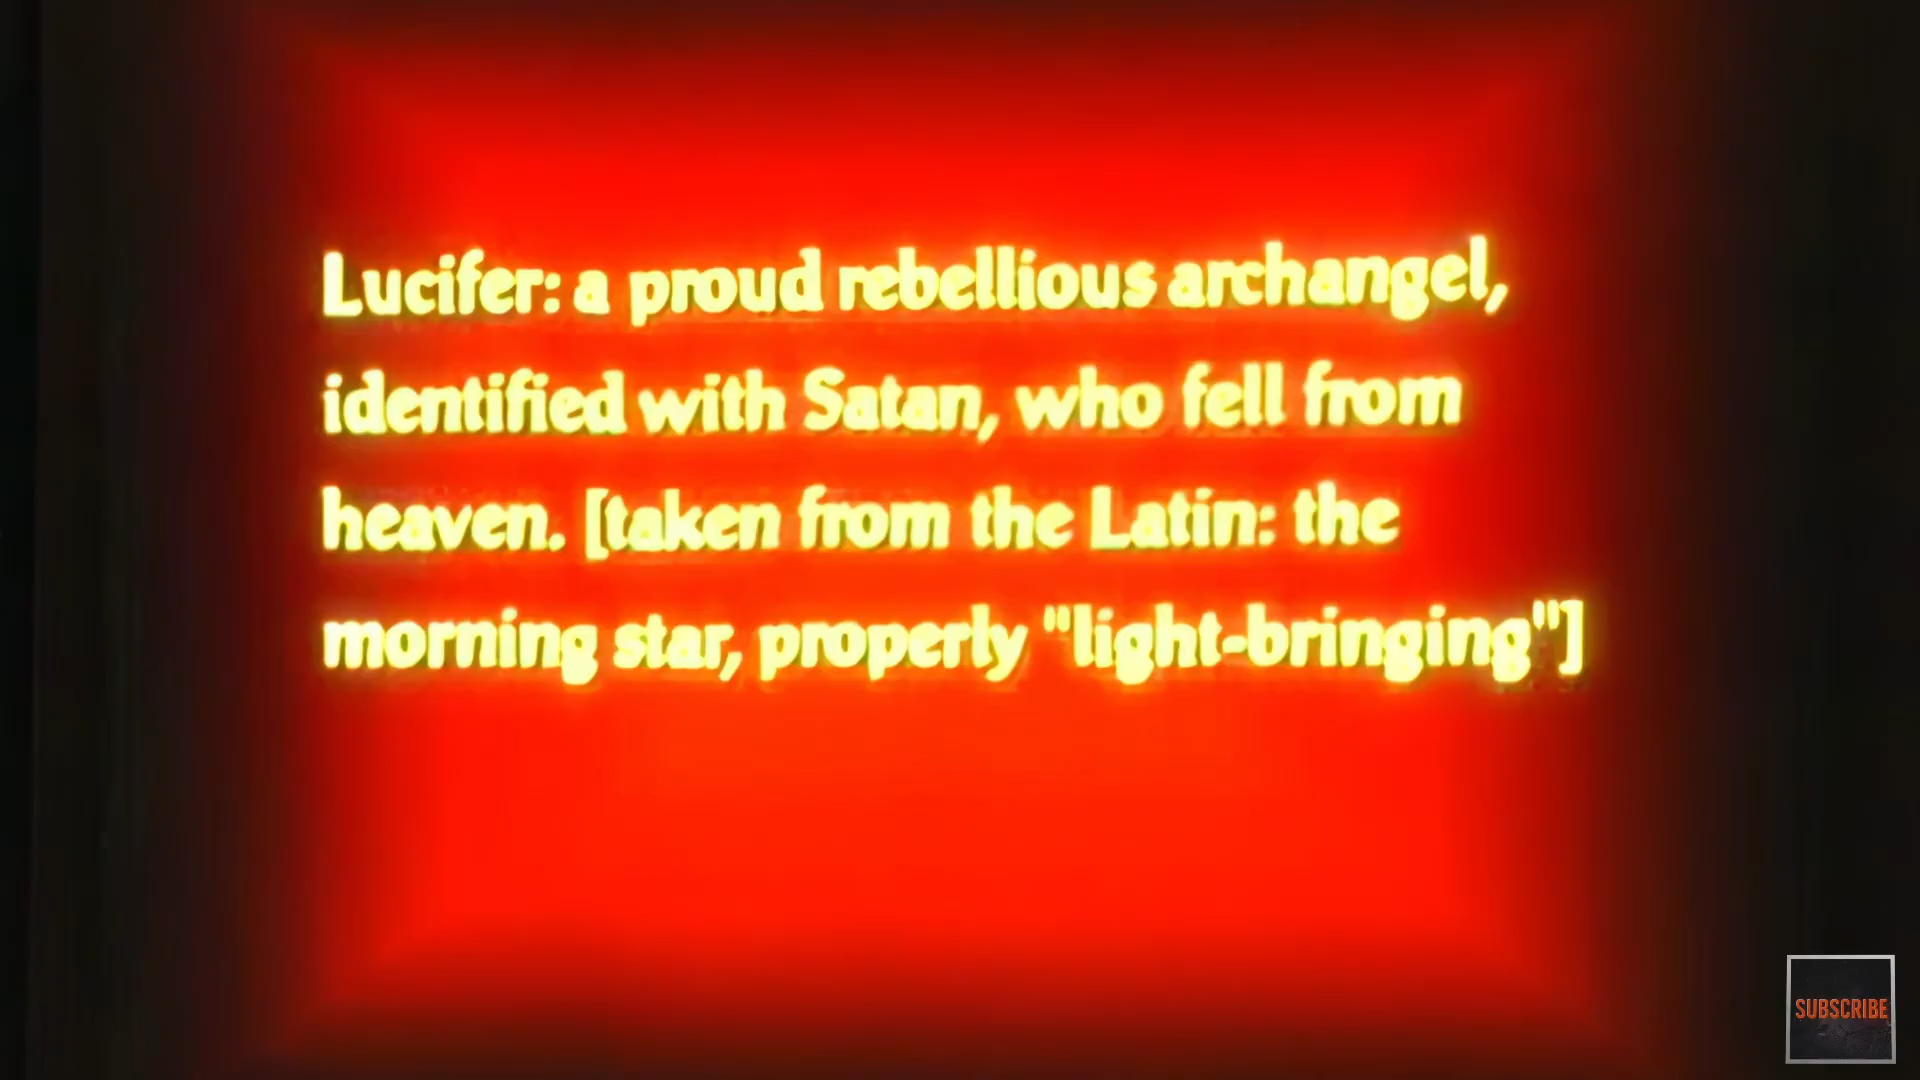 Lucifer: a proud rebellious archangel,
identified with Satan, who fell from
heaven. [taken from the Latin: the
morning star, properly "light-bringing"]
SUBSCRIBE